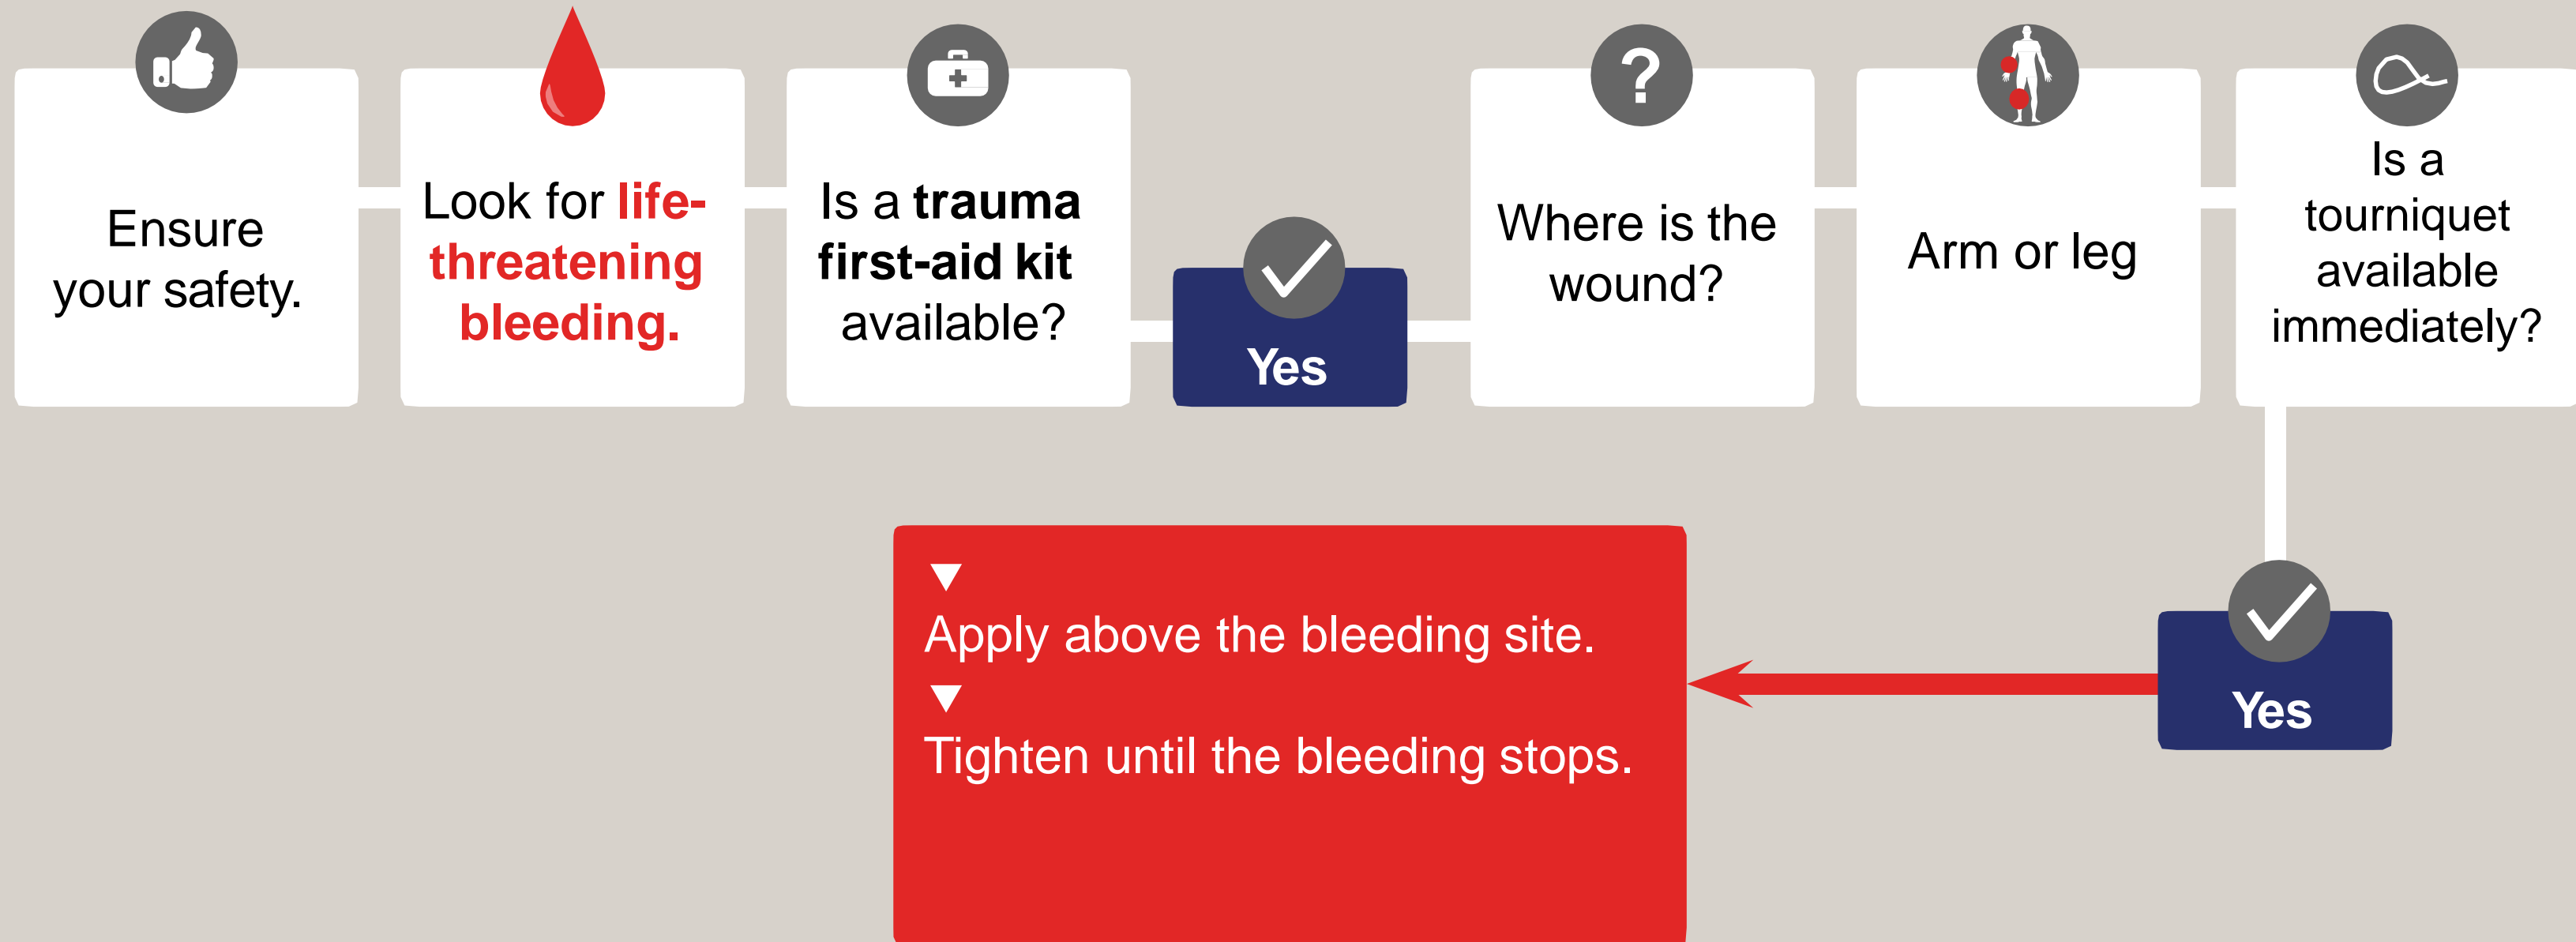 Ensure
your safety.
Look for life-
threatening
bleeding.
Is a trauma
first-aid kit
available?
Yes
?
Where is the
wound?
Arm or leg
Is a
tourniquet
available
immediately?
Yes
Apply above the bleeding site.
Tighten until the bleeding stops.